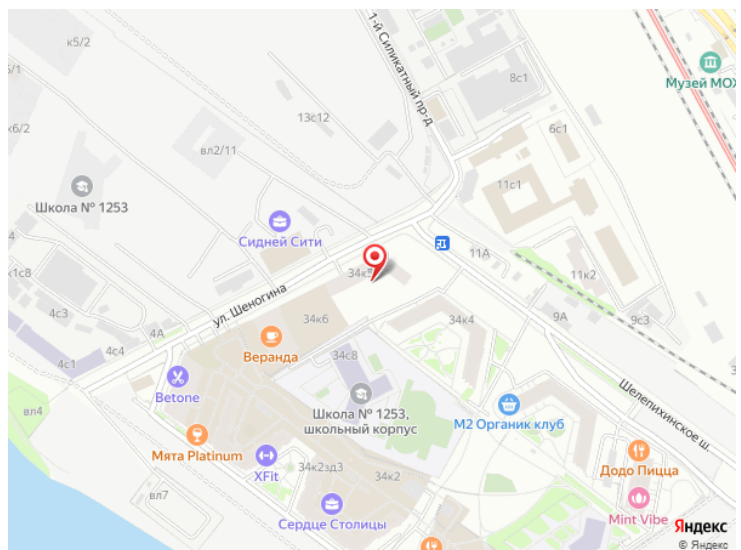 к5/2
1-й Силикатный пр-д
8с1
Музей МОЖ
6/1
13с12
6с1
к6/2
вл2/11
11с1
Школа № 1253
Сидней Сити
11А
11к2
к1с8
34к5
ул. Шеногина
4с3
4А
34к6
34к4
9А
9с3
4с4
Веранда
34с8
4с1
Шелепихинское ш.
Betone
Школа № 1253,
школьный корпус
вл4
М2 Органик клуб
Мята Platinum
XFit
34к2зд3
34к2
Додо Пицца
вл7
Сердце Столицы
Mint Vibe
Яндекс
© Яндекс